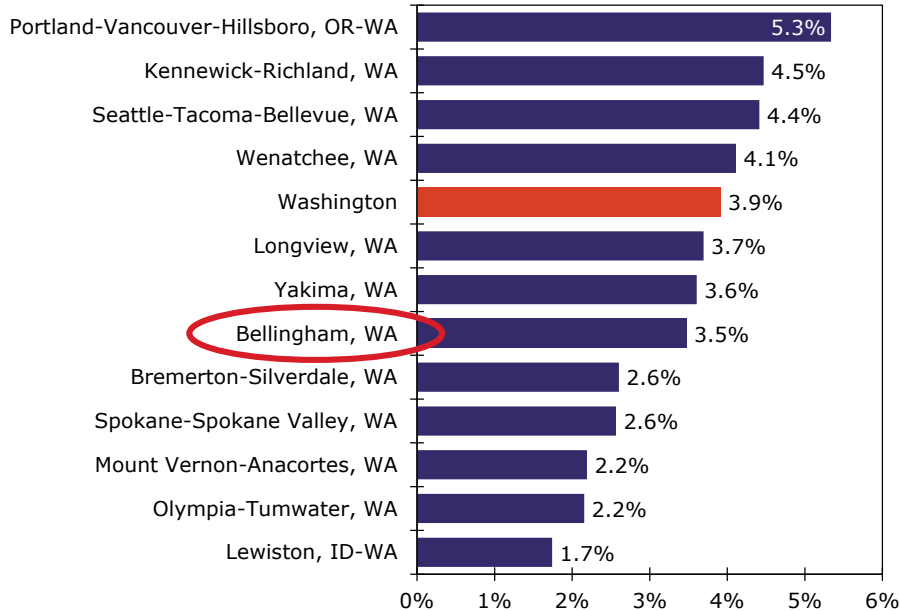 Portland-Vancouver-Hillsboro, OR-WA 5.3%
Kennewick-Richland, WA 4.5%
Seattle-Tacoma-Bellevue, WA 4.4%
Wenatchee, WA 4.1%
Washington 3.9%
Longview, WA 3.7%
Yakima, WA 3.6%
Bellingham, WA 3.5%
Bremerton-Silverdale, WA 2.6%
Spokane-Spokane Valley, WA 2.6%
Mount Vernon-Anacortes, WA 2.2%
Olympia-Tumwater, WA 2.2%
Lewiston, ID-WA 1.7%
0% 1% 2% 3% 4% 5% 6%